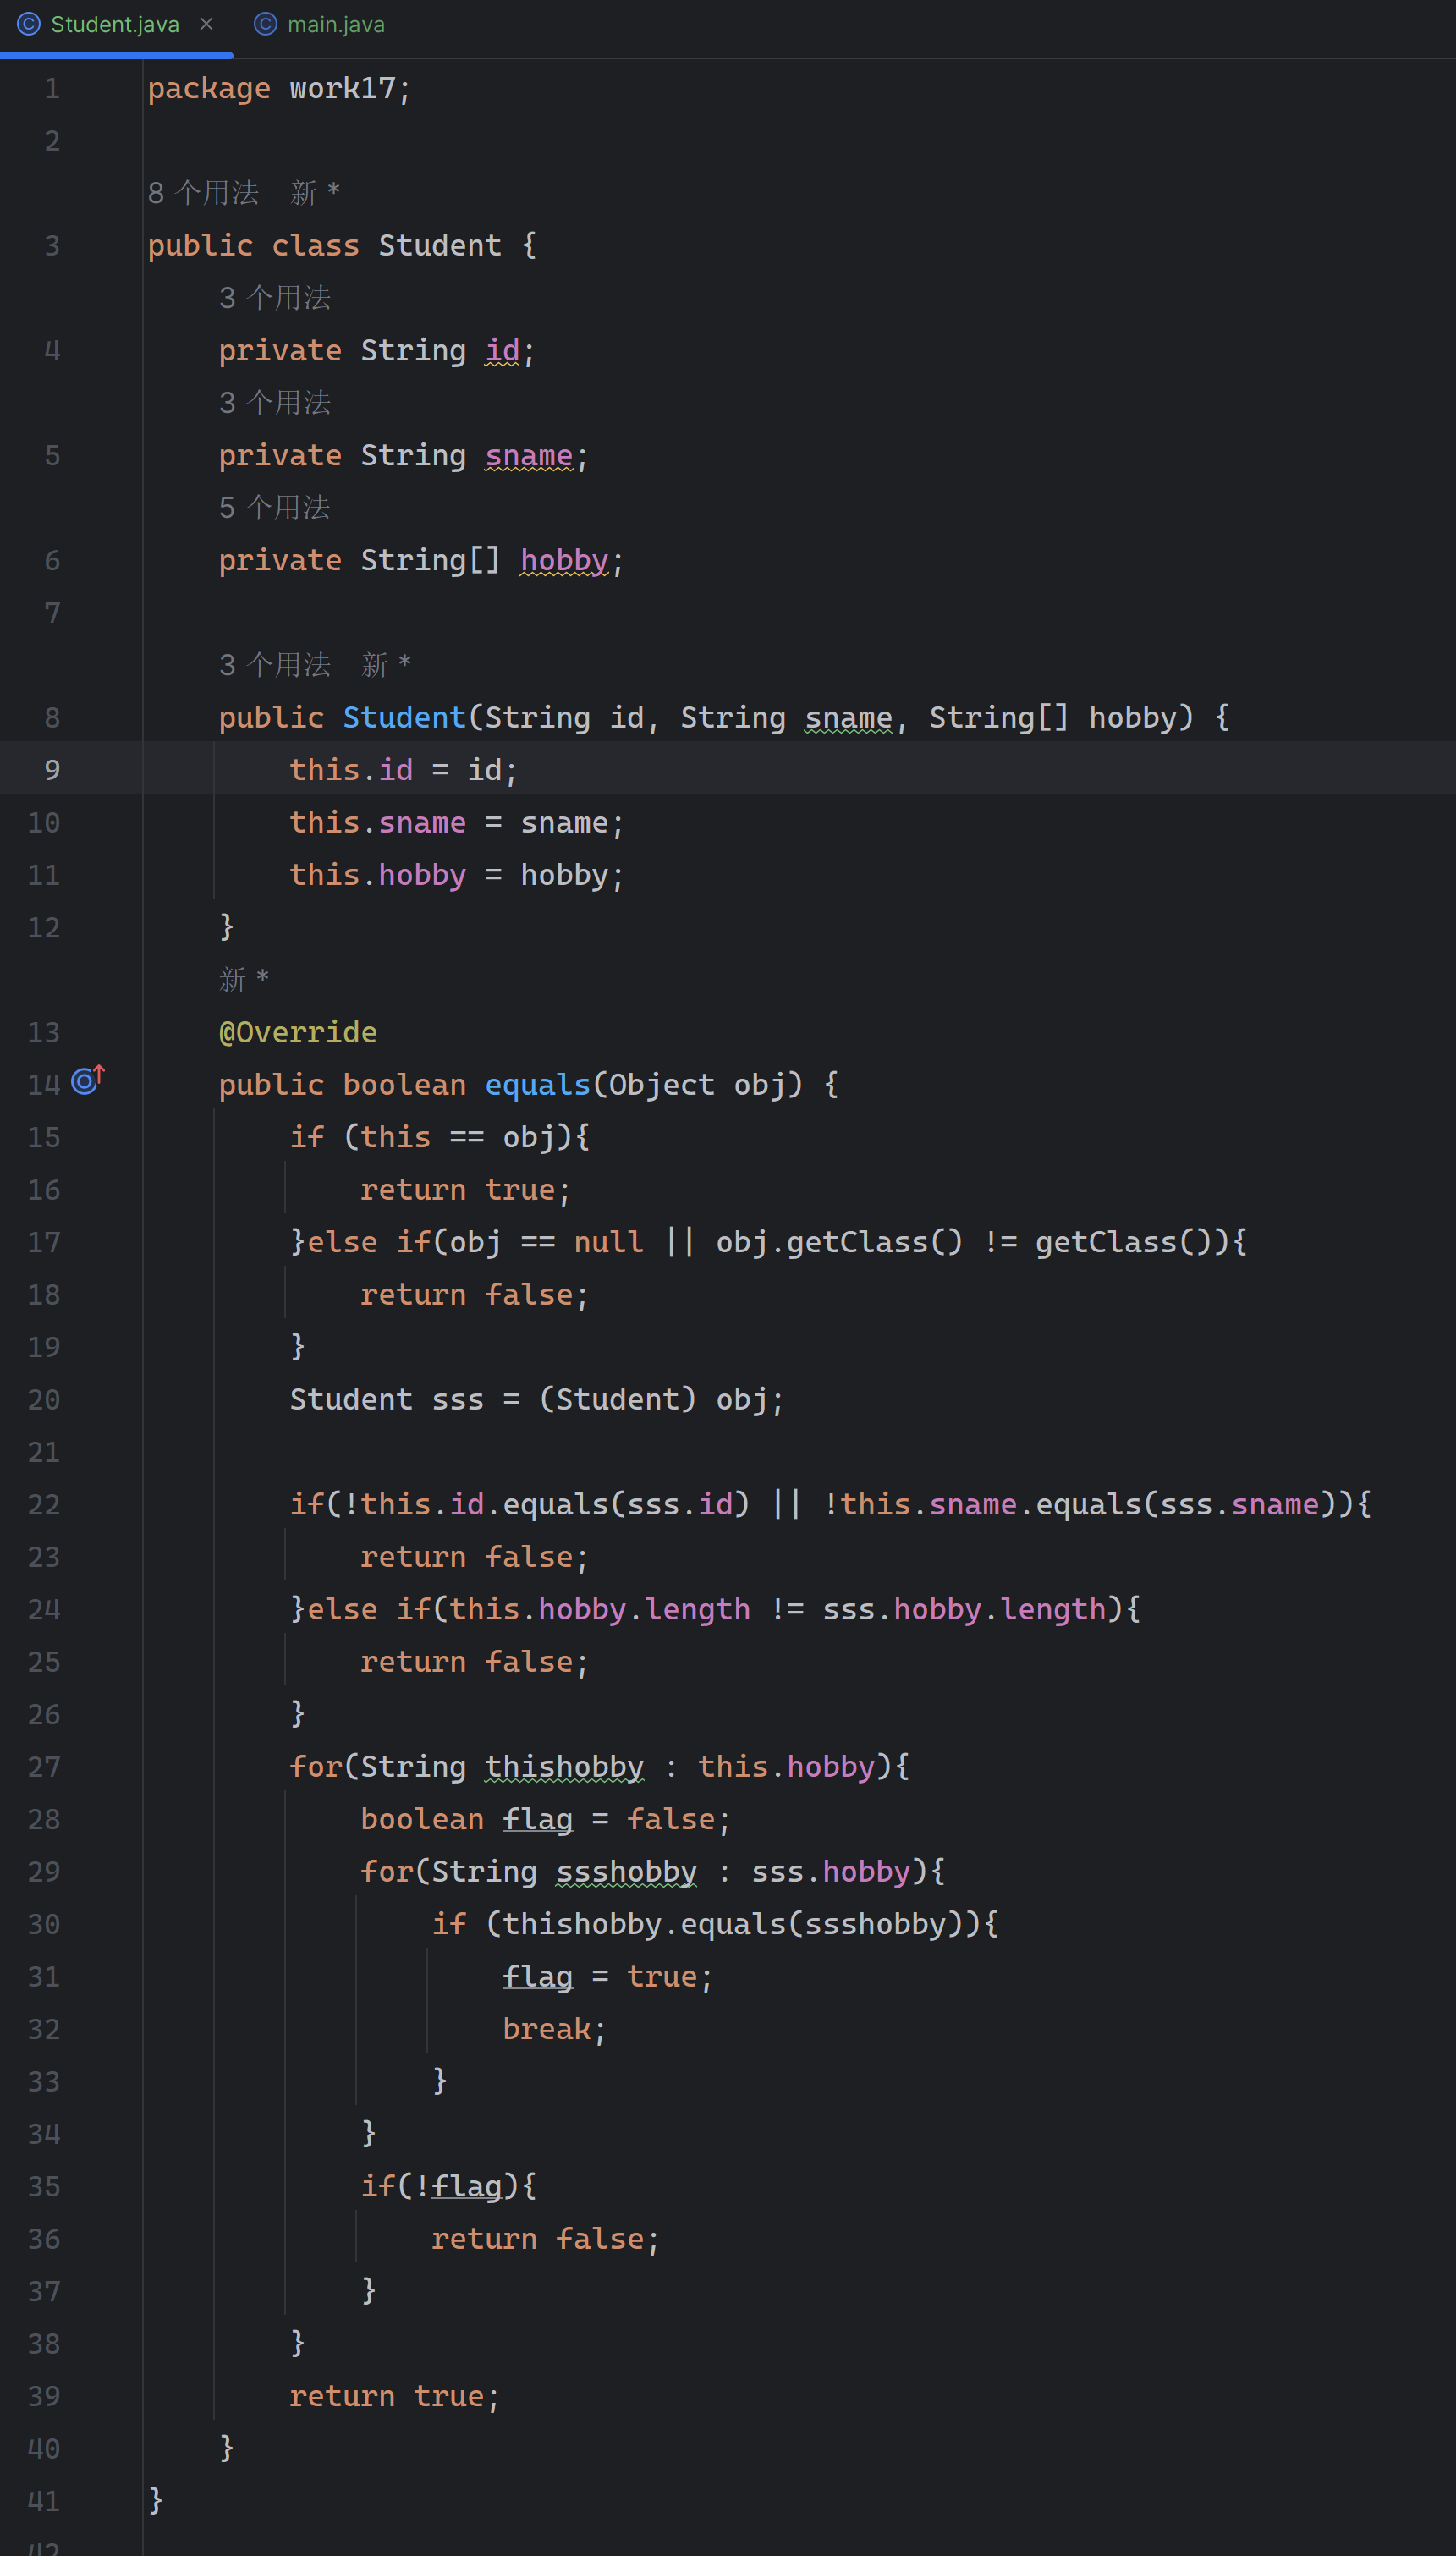 Student.java × main.java
1 package work17;
2
8 个用法 新 *
3 public class Student {
3 个用法
4 private String id;
3 个用法
5 private String sname;
5 个用法
6 private String[] hobby;
7
3 个用法 新 *
8 public Student(String id, String sname, String[] hobby) {
9 this.id = id;
10 this.sname = sname;
11 this.hobby = hobby;
12 }
新 *
13 @Override
14 public boolean equals(Object obj) {
15 if (this == obj){
16 return true;
17 }else if(obj == null || obj.getClass() != getClass()){
18 return false;
19 }
20 Student sss = (Student) obj;
21
22 if(!this.id.equals(sss.id) || !this.sname.equals(sss.sname)){
23 return false;
24 }else if(this.hobby.length != sss.hobby.length){
25 return false;
26 }
27 for(String thishobby : this.hobby){
28 boolean flag = false;
29 for(String ssshobby : sss.hobby){
30 if (thishobby.equals(ssshobby)){
31 flag = true;
32 break;
33 }
34 }
35 if(!flag){
36 return false;
37 }
38 }
39 return true;
40 }
41 }
42